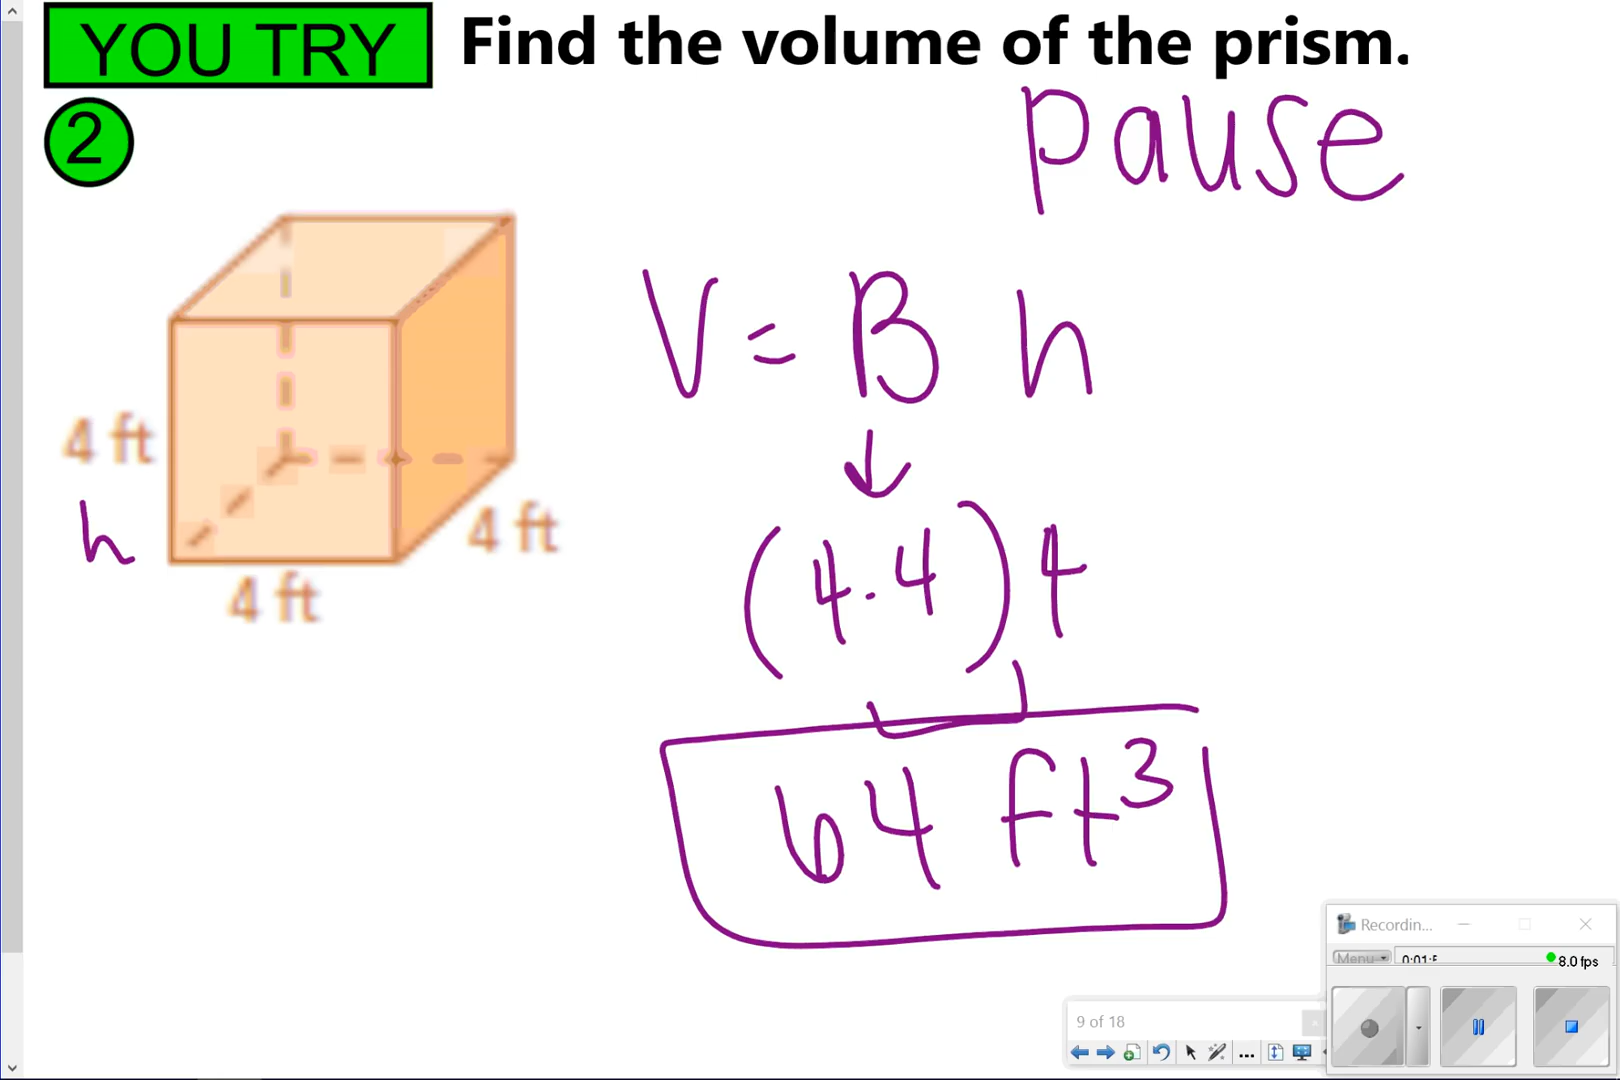 YOU TRY Find the volume of the prism.
2
pause
V = B h
4 ft
h
4 ft
4 ft
(4·4)4
64 ft³
Recordin...
Menu
8.0 fps
9 of 18